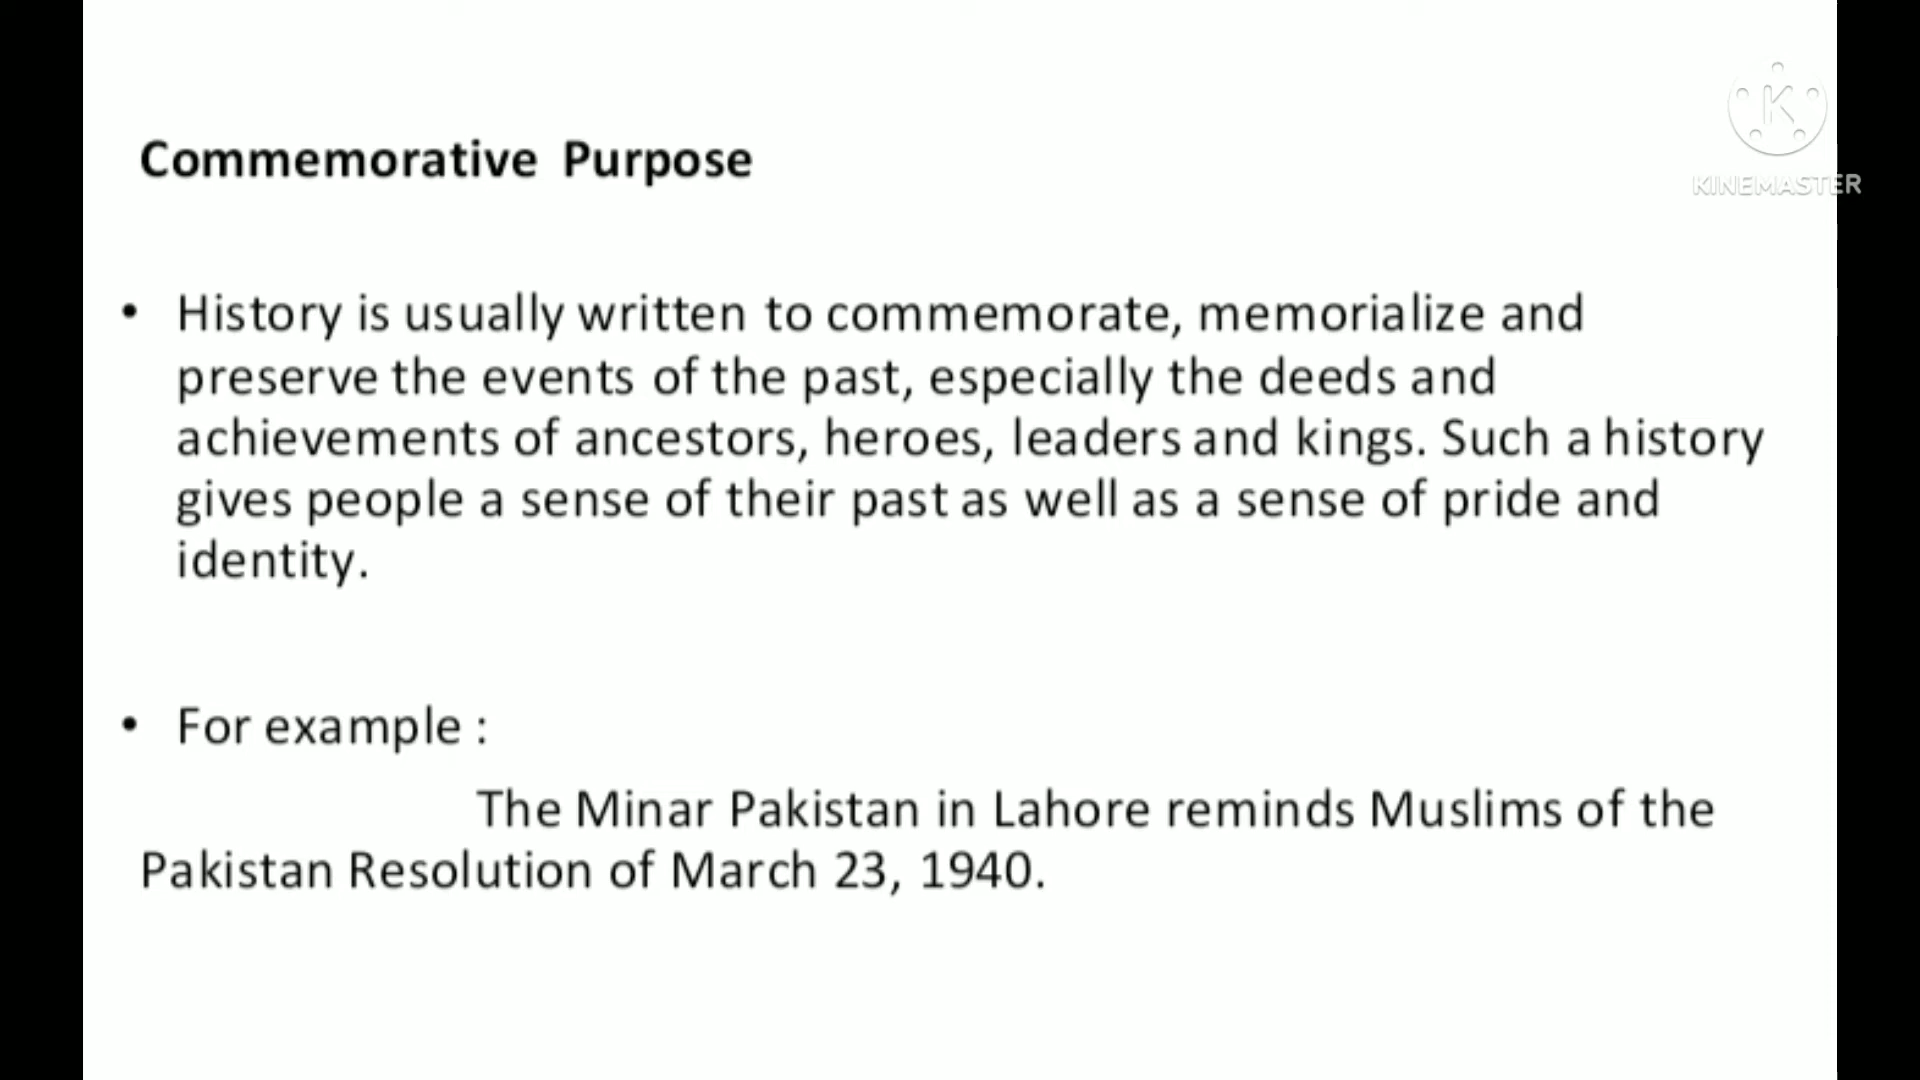 Commemorative Purpose
KINEMASTER
• History is usually written to commemorate, memorialize and
preserve the events of the past, especially the deeds and
achievements of ancestors, heroes, leaders and kings. Such a history
gives people a sense of their past as well as a sense of pride and
identity.
• For example :
The Minar Pakistan in Lahore reminds Muslims of the
Pakistan Resolution of March 23, 1940.